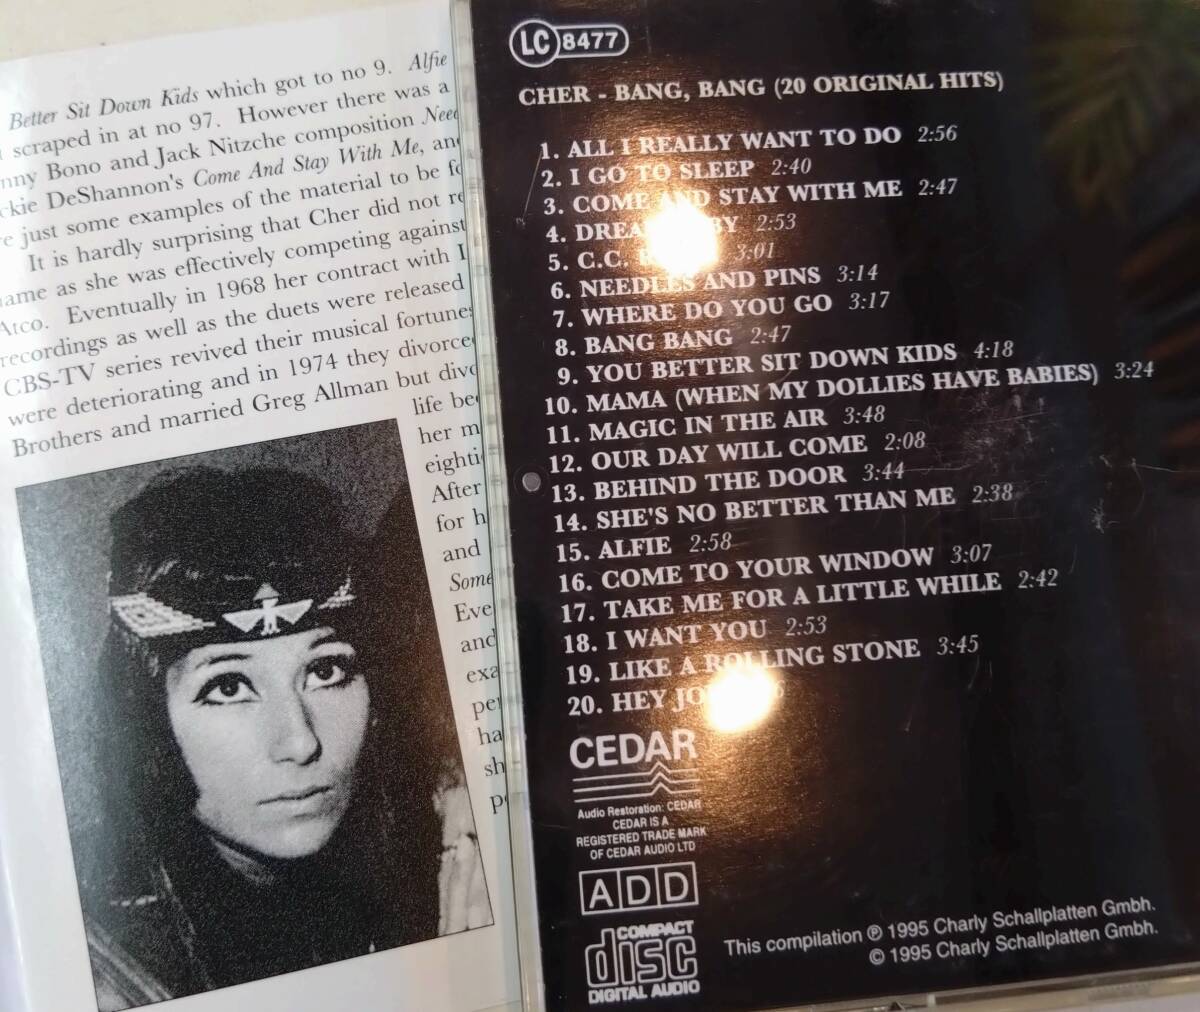 Better Sit Down Kids which got to no 9. Alfie
scraped in at no 97. However there was a
nny Bono and Jack Nitzche composition Need
ckie DeShannon's Come And Stay With Me, an
e just some examples of the material to be
It is hardly surprising that Cher did not re
ame as she was effectively competing against
Atco. Eventually in 1968 her contract with
recordings as well as the duets were released
CBS-TV series revived their musical fortune
were deteriorating and in 1974 they divorce
Brothers and married Greg Allman but divo
life be
her m
eighti
After
for h
and
Some
Eve
and
exa
pe
ha
sh
p
LC 8477
CHER - BANG, BANG (20 ORIGINAL HITS)
1. ALL I REALLY WANT TO DO 2:56
2. I GO TO SLEEP 2:40
3. COME AND STAY WITH ME 2:47
4. DREA BY 2:53
5. C.C. 3:01
6. NEEDLES AND PINS 3:14
7. WHERE DO YOU GO 3:17
8. BANG BANG 2:47
9. YOU BETTER SIT DOWN KIDS 4:18
10. MAMA (WHEN MY DOLLIES HAVE BABIES) 3:24
11. MAGIC IN THE AIR 3:48
12. OUR DAY WILL COME 2:08
13. BEHIND THE DOOR 3:44
14. SHE'S NO BETTER THAN ME 2:38
15. ALFIE 2:58
16. COME TO YOUR WINDOW 3:07
17. TAKE ME FOR A LITTLE WHILE 2:42
18. I WANT YOU 2:53
19. LIKE A ROLLING STONE 3:45
20. HEY JO
CEDAR
Audio Restoration: CEDAR
CEDAR IS A
REGISTERED TRADE MARK
OF CEDAR AUDIO LTD
ADD
COMPACT
disc
DIGITAL AUDIO
This compilation ℗ 1995 Charly Schallplatten Gmbh.
© 1995 Charly Schallplatten Gmbh.